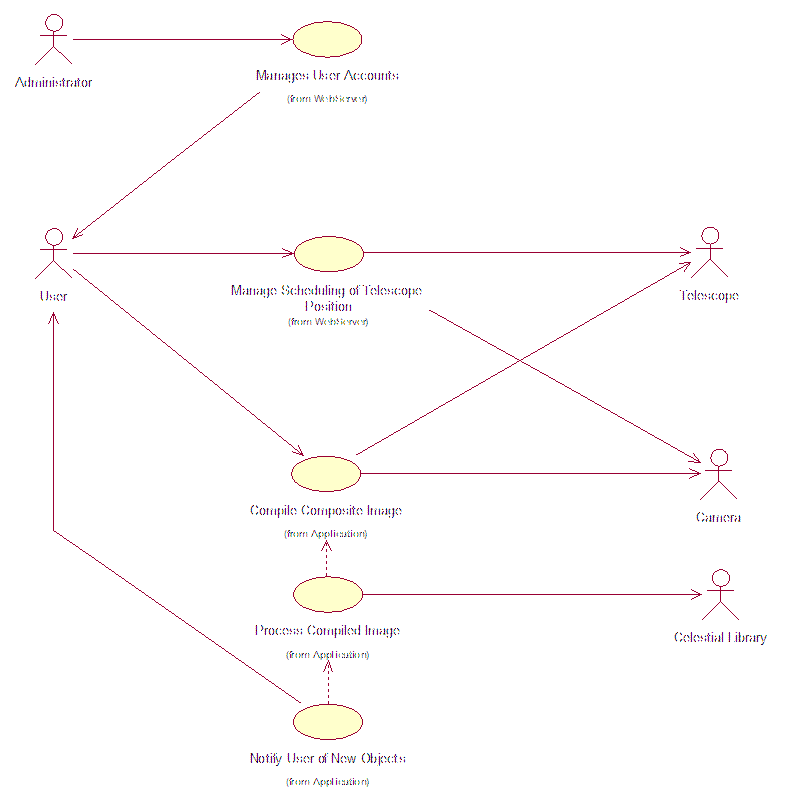 Administrator
Manages User Accounts
(from WebServer)
User
Manage Scheduling of Telescope
Position
(from WebServer)
Telescope
Compile Composite Image
(from Application)
Camera
Process Compiled Image
(from Application)
Celestial Library
Notify User of New Objects
(from Application)